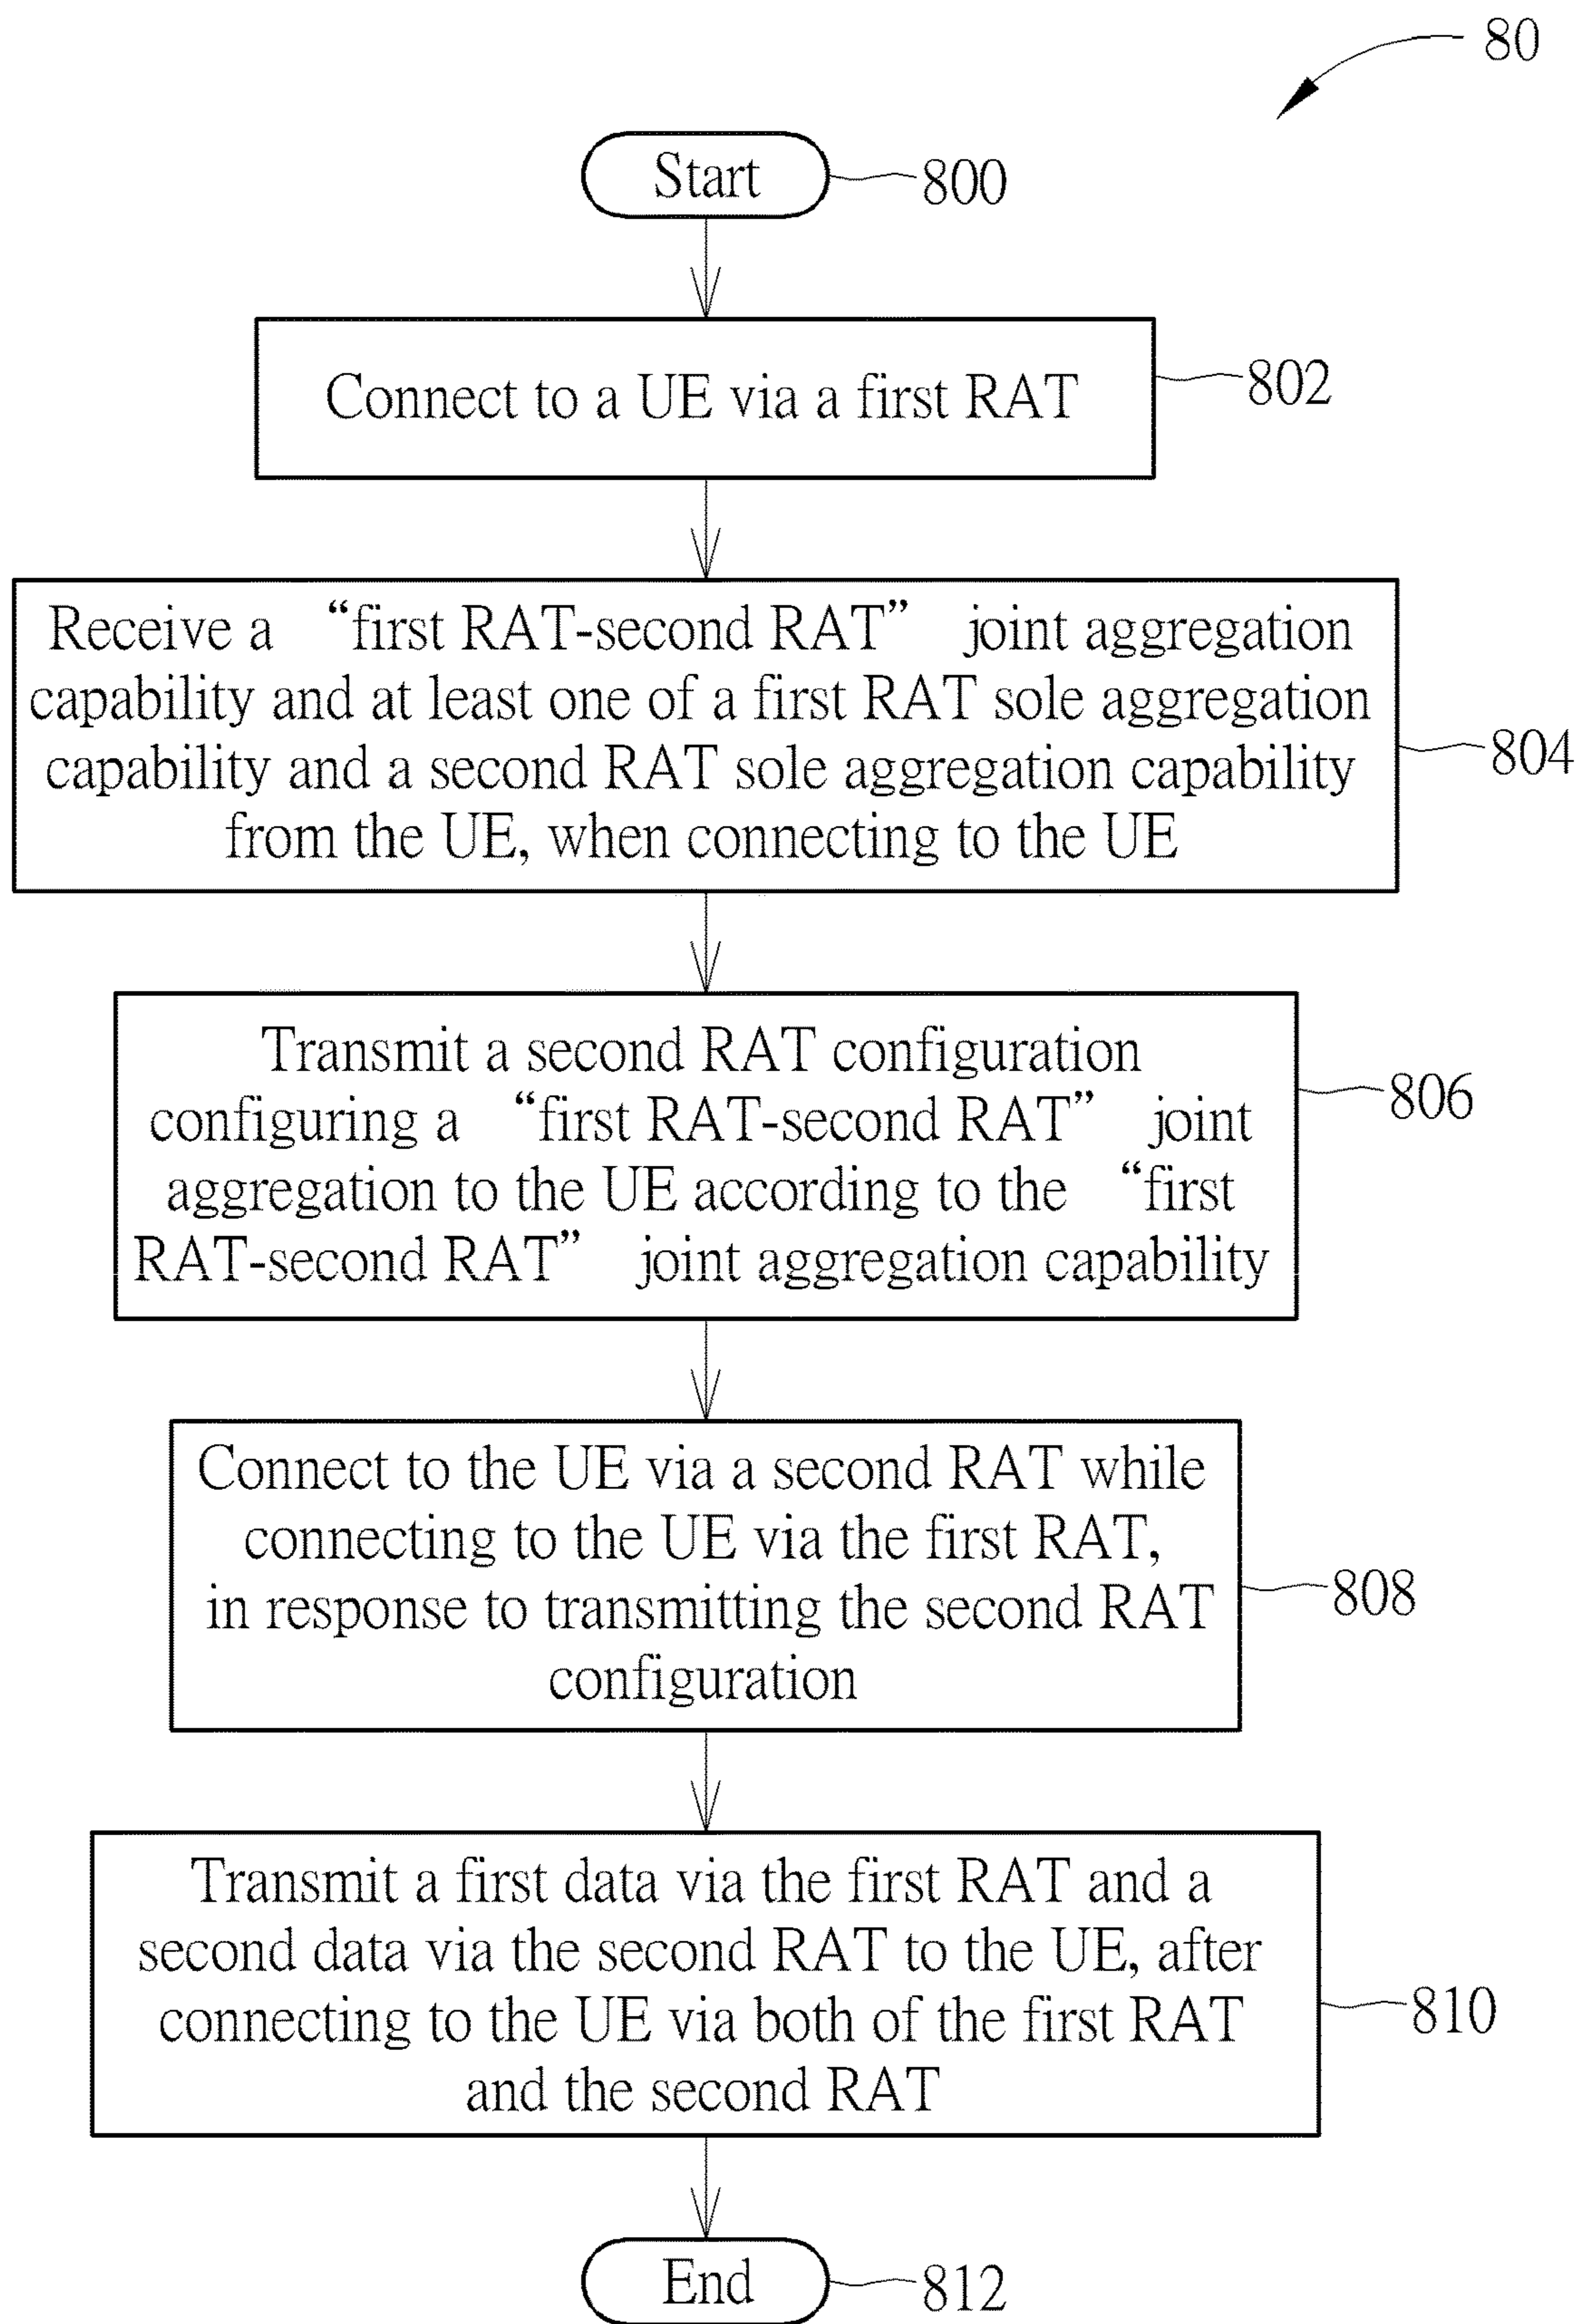 80
Start
800
Connect to a UE via a first RAT
802
Receive a “first RAT-second RAT” joint aggregation
capability and at least one of a first RAT sole aggregation
capability and a second RAT sole aggregation capability
from the UE, when connecting to the UE
804
Transmit a second RAT configuration
configuring a “first RAT-second RAT” joint
aggregation to the UE according to the “first
RAT-second RAT” joint aggregation capability
806
Connect to the UE via a second RAT while
connecting to the UE via the first RAT,
in response to transmitting the second RAT
configuration
808
Transmit a first data via the first RAT and a
second data via the second RAT to the UE, after
connecting to the UE via both of the first RAT
and the second RAT
810
End
812